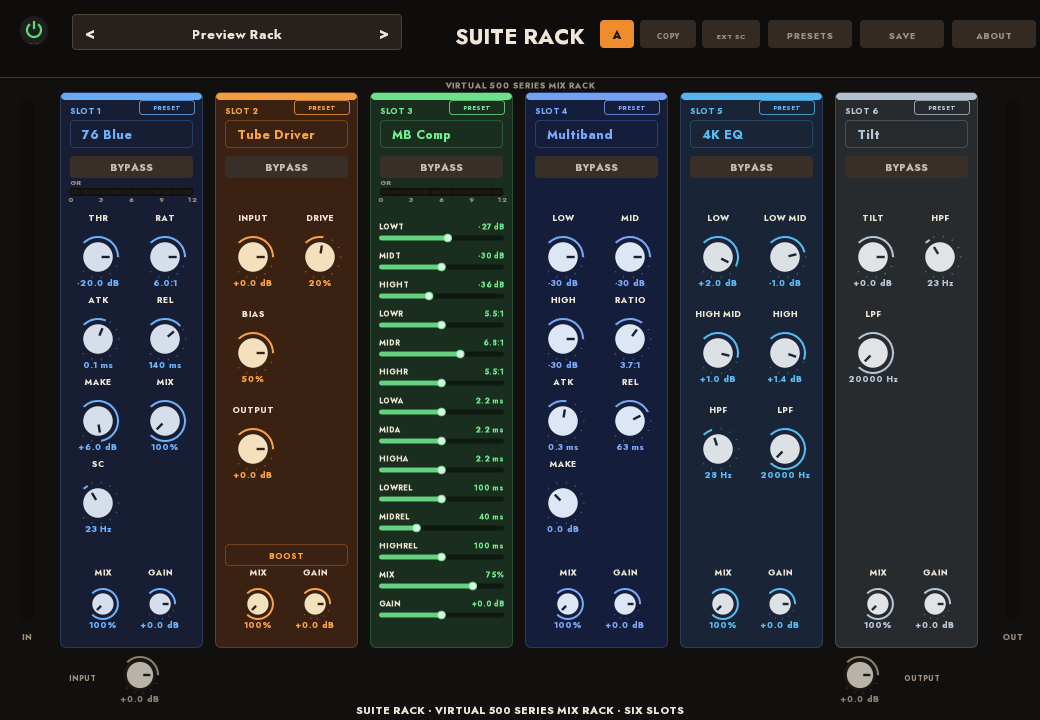 < Preview Rack >
SUITE RACK
A
COPY
EXT SC
PRESETS
SAVE
ABOUT
VIRTUAL 500 SERIES MIX RACK
SLOT 1
PRESET
76 Blue
BYPASS
GR
0 3 6 9 12
THR RAT
-20.0 dB 6.0:1
ATK REL
0.1 ms 140 ms
MAKE MIX
+6.0 dB 100%
SC
23 Hz
MIX GAIN
100% +0.0 dB
SLOT 2
PRESET
Tube Driver
BYPASS
INPUT DRIVE
+0.0 dB 20%
BIAS
50%
OUTPUT
+0.0 dB
BOOST
MIX GAIN
100% +0.0 dB
SLOT 3
PRESET
MB Comp
BYPASS
GR
0 3 6 9 12
LOWT -27 dB
MIDT -30 dB
HIGHT -36 dB
LOWR 5.5:1
MIDR 6.8:1
HIGHR 5.5:1
LOWA 2.2 ms
MIDA 2.2 ms
HIGHA 2.2 ms
LOWREL 100 ms
MIDREL 40 ms
HIGHREL 100 ms
MIX 75%
GAIN +0.0 dB
SLOT 4
PRESET
Multiband
BYPASS
LOW MID
-30 dB -30 dB
HIGH RATIO
-30 dB 3.7:1
ATK REL
0.3 ms 63 ms
MAKE
0.0 dB
MIX GAIN
100% +0.0 dB
SLOT 5
PRESET
4K EQ
BYPASS
LOW LOW MID
+2.0 dB -1.0 dB
HIGH MID HIGH
+1.0 dB +1.4 dB
HPF LPF
28 Hz 20000 Hz
MIX GAIN
100% +0.0 dB
SLOT 6
PRESET
Tilt
BYPASS
TILT HPF
+0.0 dB 23 Hz
LPF
20000 Hz
MIX GAIN
100% +0.0 dB
IN
OUT
INPUT
+0.0 dB
+0.0 dB
OUTPUT
SUITE RACK · VIRTUAL 500 SERIES MIX RACK · SIX SLOTS